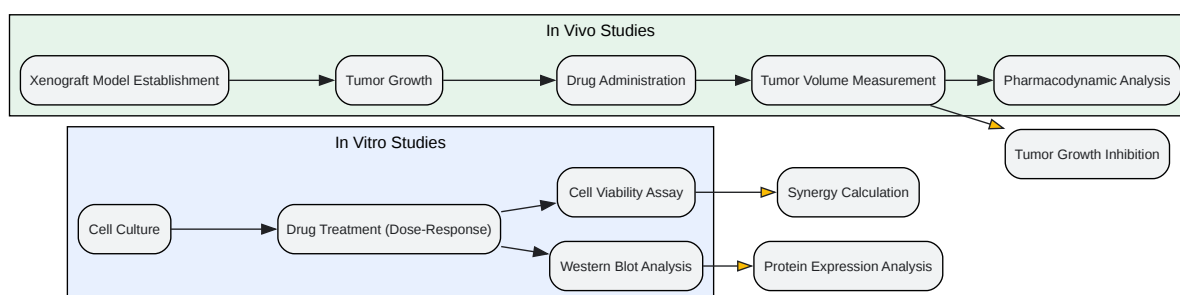 In Vivo Studies
Xenograft Model Establishment
Tumor Growth
Drug Administration
Tumor Volume Measurement
Pharmacodynamic Analysis
Tumor Growth Inhibition
In Vitro Studies
Cell Culture
Drug Treatment (Dose-Response)
Cell Viability Assay
Synergy Calculation
Western Blot Analysis
Protein Expression Analysis